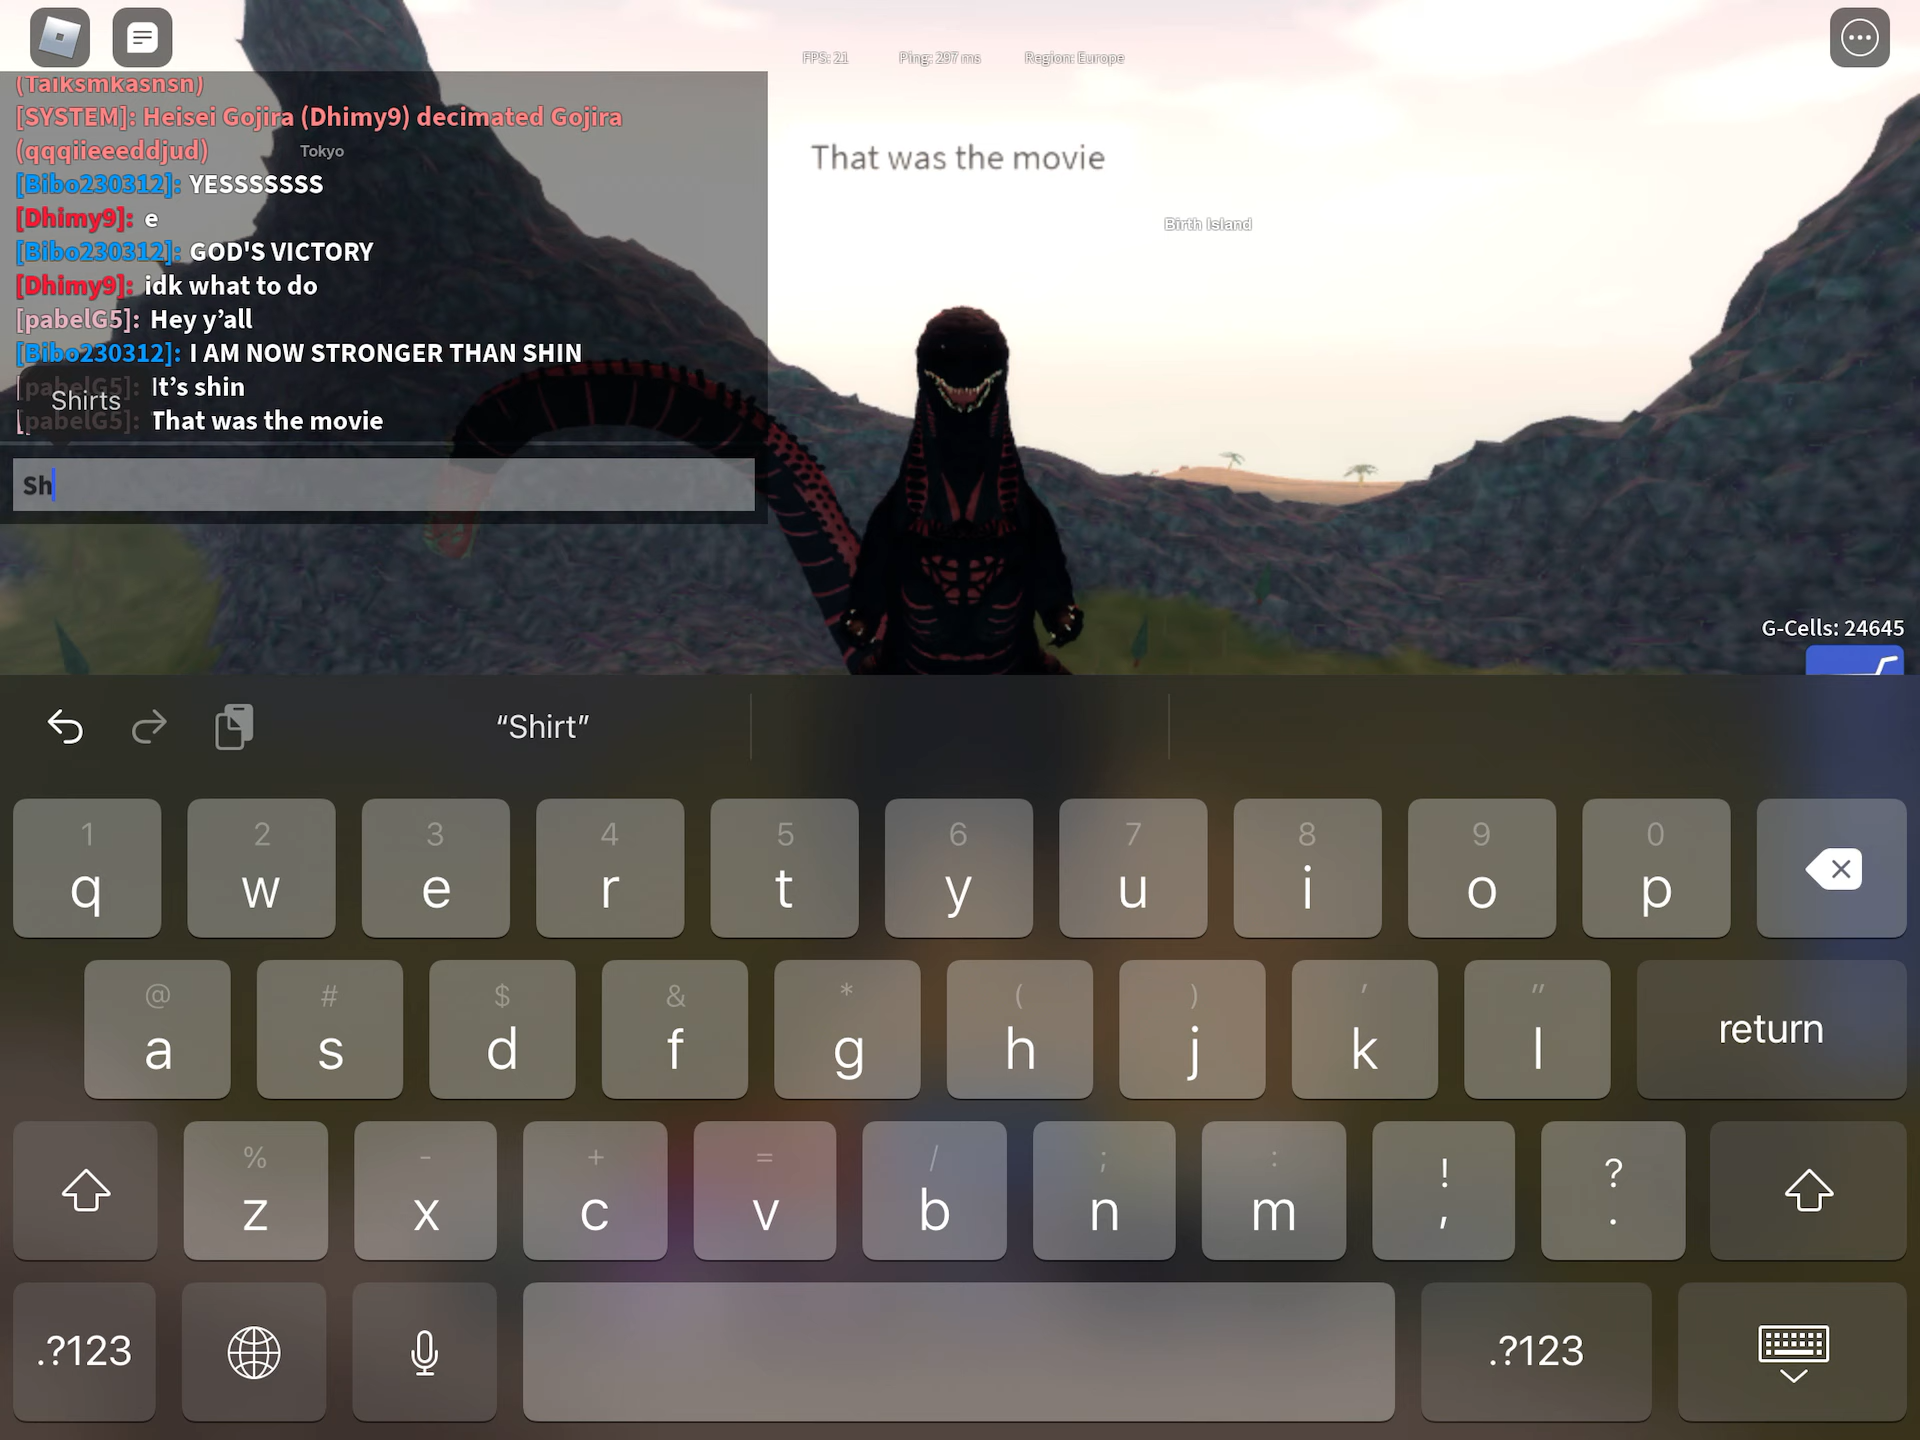 FPS: 21 Ping: 297 ms Region: Europe
(Taiksmkasnsn)
[SYSTEM]: Heisei Gojira (Dhimy9) decimated Gojira
(qqqiieeeddjud)
Tokyo
[Bibo230312]: YESSSSSSS
[Dhimy9]: e
[Bibo230312]: GOD'S VICTORY
[Dhimy9]: idk what to do
[pabelG5]: Hey y’all
[Bibo230312]: I AM NOW STRONGER THAN SHIN
[pabelG5]: It’s shin
Shirts
[pabelG5]: That was the movie
Sh
That was the movie
Birth Island
G-Cells: 24645
“Shirt”
1 2 3 4 5 6 7 8 9 0
q w e r t y u i o p
@ # $ & * ( ) ' "
a s d f g h j k l return
% - + = / ; : ! ?
z x c v b n m , .
.?123 .?123